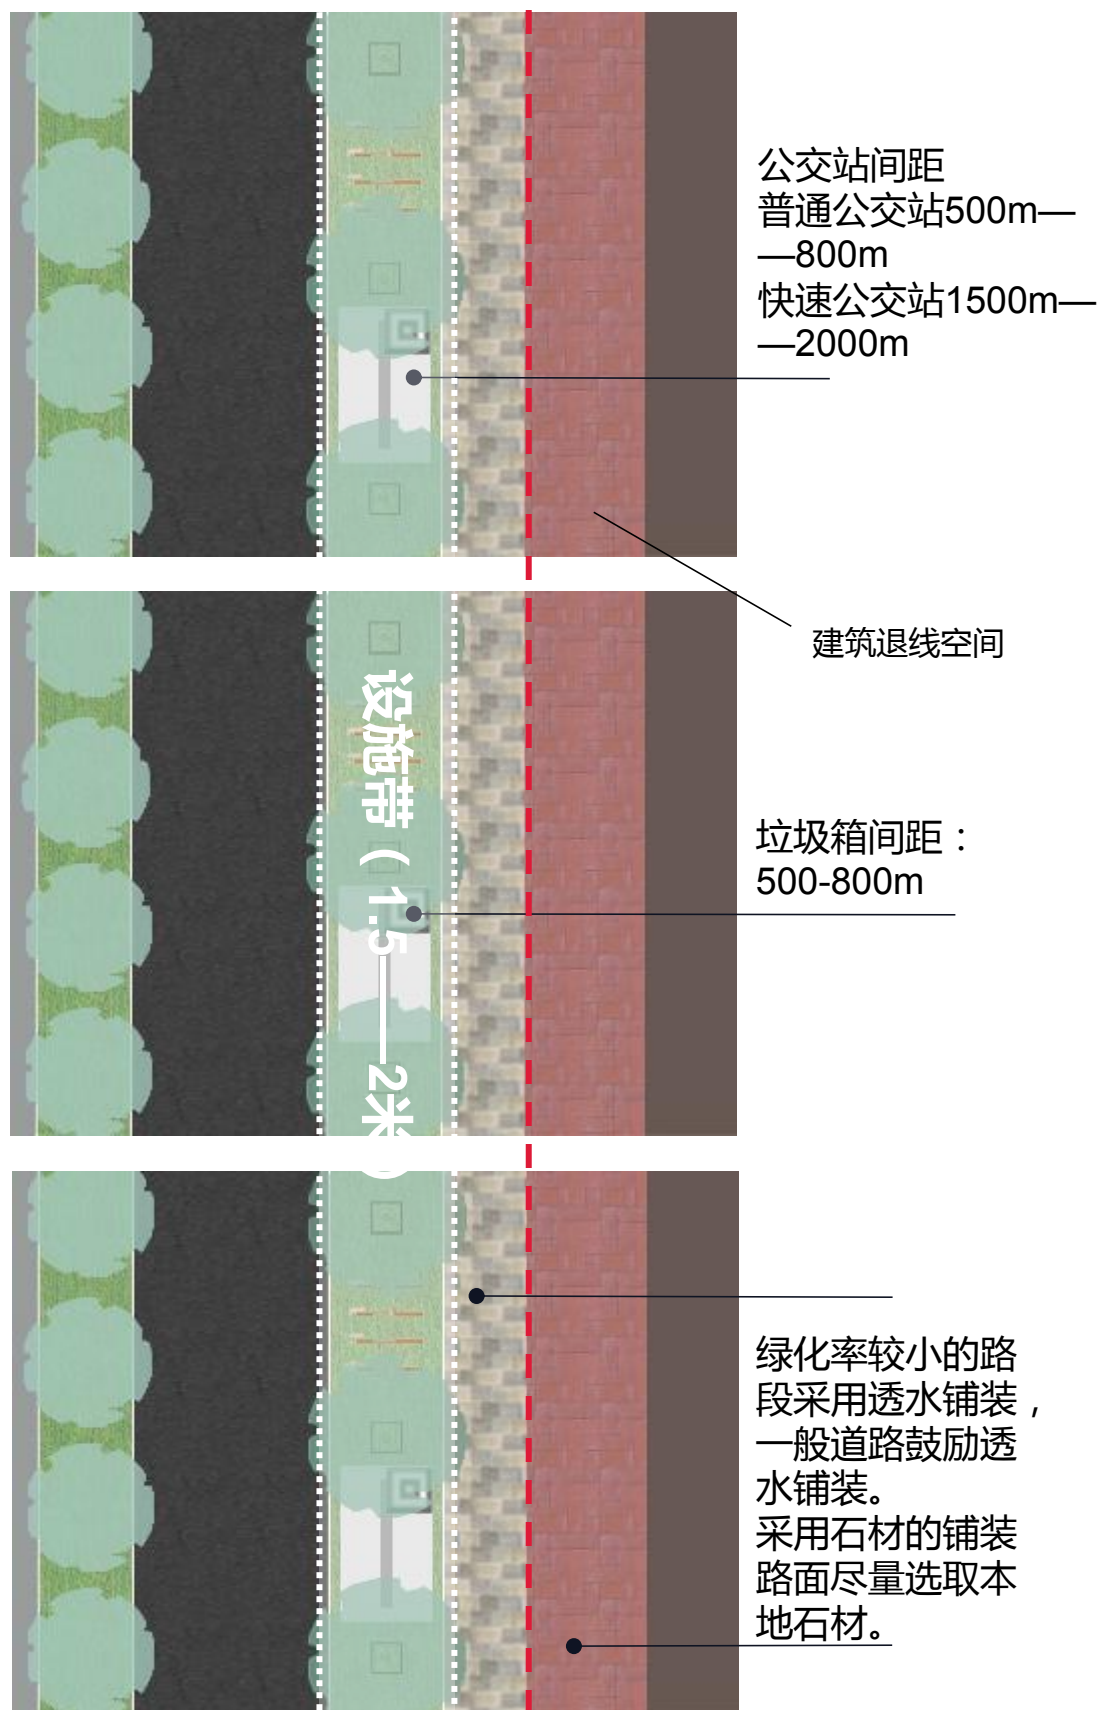 公交站间距
普通公交站500m—
—800m
快速公交站1500m—
—2000m
建筑退线空间
设施带（1.5——2米）
垃圾箱间距：
500-800m
绿化率较小的路
段采用透水铺装，
一般道路鼓励透
水铺装。
采用石材的铺装
路面尽量选取本
地石材。